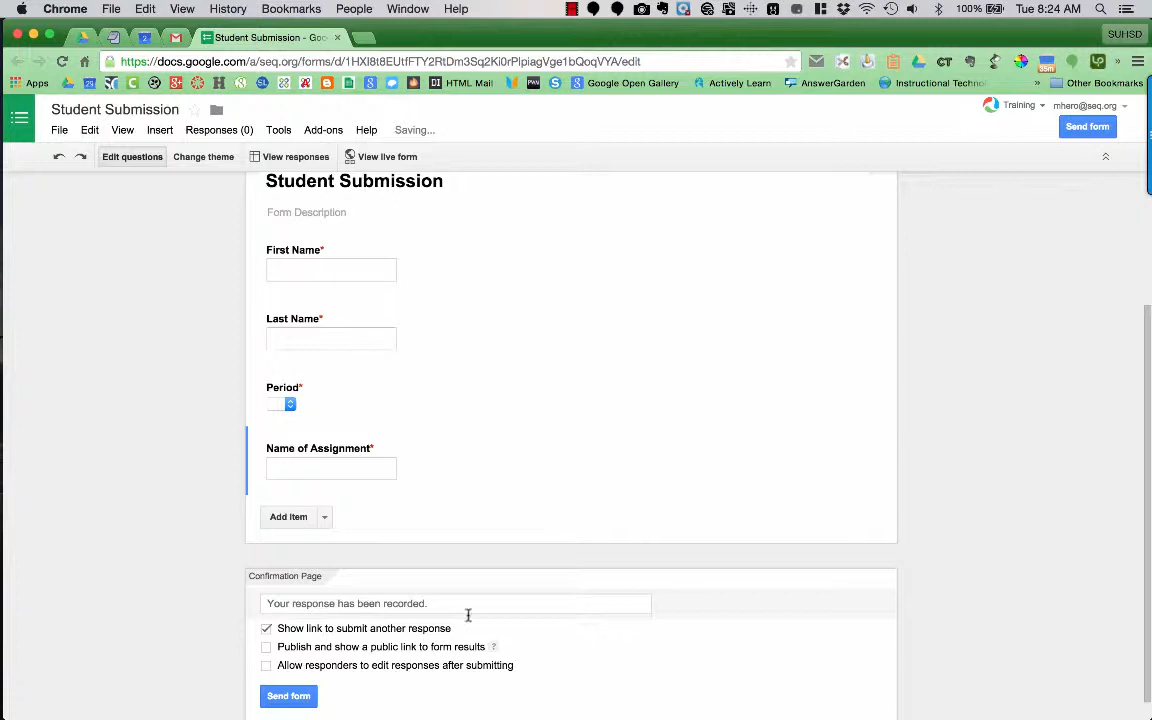 Chrome File Edit View History Bookmarks People Window Help 100% Tue 8:24 AM
Student Submission - Goo SUHSD
https://docs.google.com/a/seq.org/forms/d/1HXI8t8EUtfFTY2RtDm3Sq2Ki0rPlpiagVge1bQoqVYA/edit
Apps Google Open Gallery DI HTML Mail Actively Learn AnswerGarden Instructional Technol » Other Bookmarks
Student Submission Training mhero@seq.org
File Edit View Insert Responses (0) Tools Add-ons Help Saving... Send form
Edit questions Change theme View responses View live form
Student Submission
Form Description
First Name*
Last Name*
Period*
Name of Assignment*
Add item
Confirmation Page
Your response has been recorded.
Show link to submit another response
Publish and show a public link to form results ?
Allow responders to edit responses after submitting
Send form